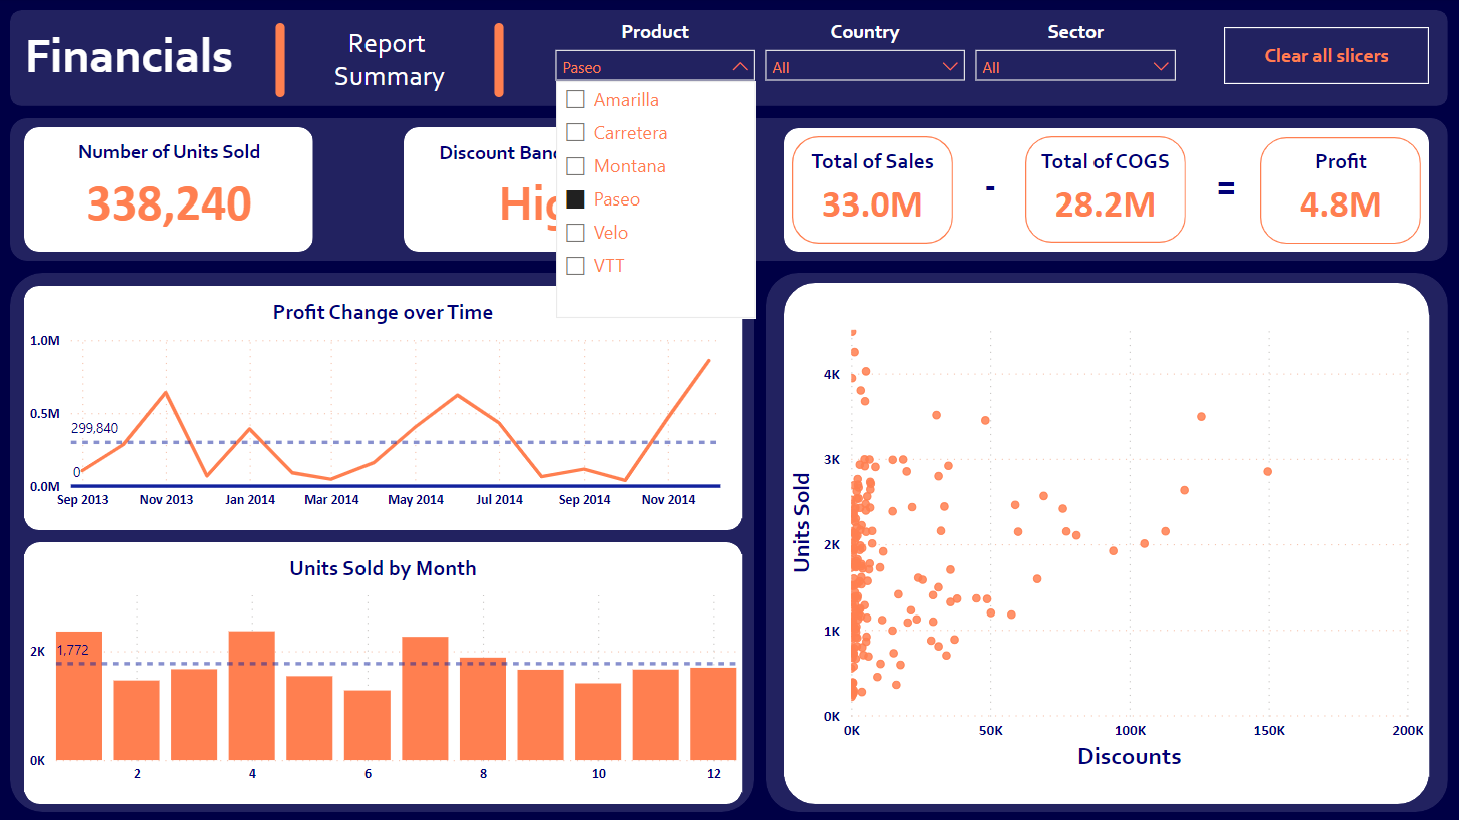 Financials
Report
Summary
Product
Country
Sector
Paseo
All
All
Clear all slicers
Amarilla
Carretera
Montana
Paseo
Velo
VTT
Number of Units Sold
338,240
Discount
Total of Sales
33.0M
-
Total of COGS
28.2M
=
Profit
4.8M
Profit Change over Time
1.0M
0.5M
0.0M
299,840
0
Sep 2013
Nov 2013
Jan 2014
Mar 2014
May 2014
Jul 2014
Sep 2014
Nov 2014
Units Sold by Month
2K
0K
1,772
2
4
6
8
10
12
Units Sold
4K
3K
2K
1K
0K
0K
50K
100K
150K
200K
Discounts